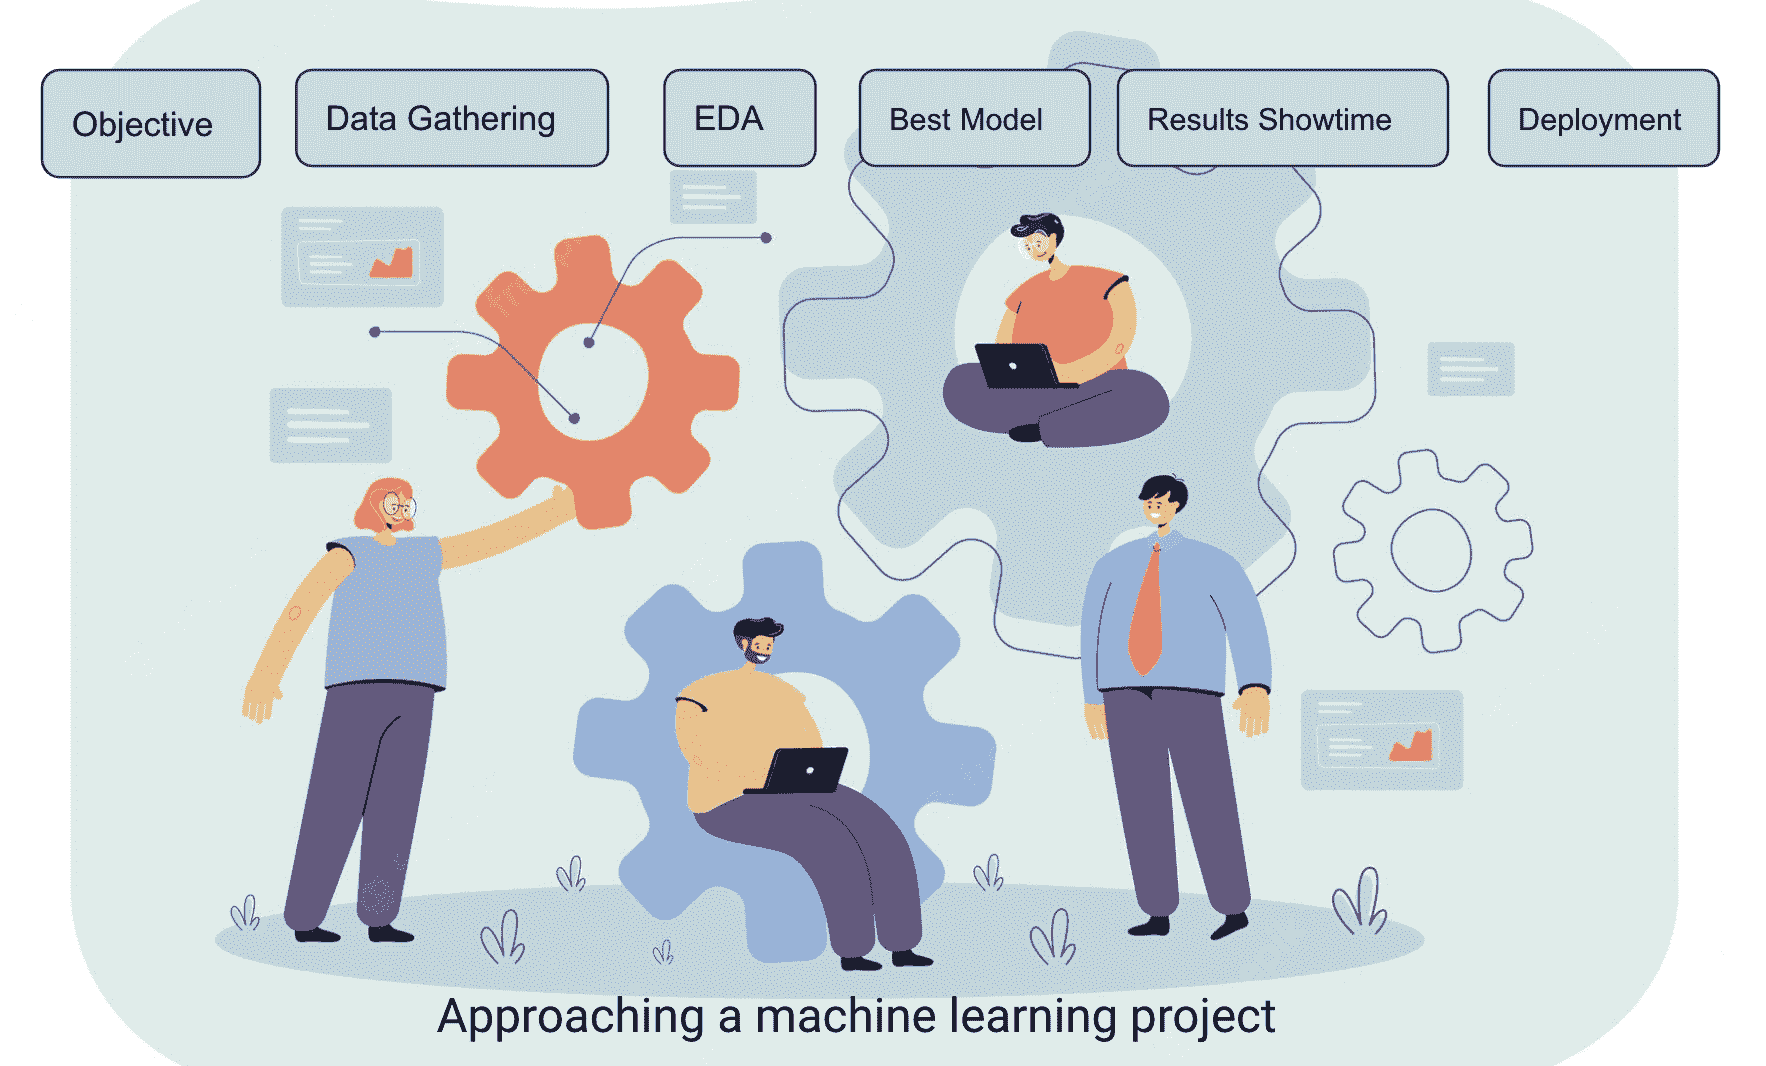 Objective
Data Gathering
EDA
Best Model
Results Showtime
Deployment
Approaching a machine learning project